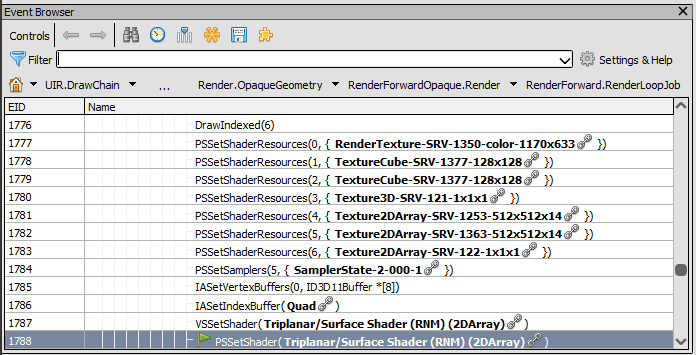 Event Browser
Controls
Filter Settings & Help
UIR.DrawChain ... Render.OpaqueGeometry RenderForwardOpaque.Render RenderForward.RenderLoopJob
EID Name
1776 DrawIndexed(6)
1777 PSSetShaderResources(0, { RenderTexture-SRV-1350-color-1170x633 })
1778 PSSetShaderResources(1, { TextureCube-SRV-1377-128x128 })
1779 PSSetShaderResources(2, { TextureCube-SRV-1377-128x128 })
1780 PSSetShaderResources(3, { Texture3D-SRV-121-1x1x1 })
1781 PSSetShaderResources(4, { Texture2DArray-SRV-1253-512x512x14 })
1782 PSSetShaderResources(5, { Texture2DArray-SRV-1363-512x512x14 })
1783 PSSetShaderResources(6, { Texture2DArray-SRV-122-1x1x1 })
1784 PSSetSamplers(5, { SamplerState-2-000-1 })
1785 IASetVertexBuffers(0, ID3D11Buffer *[8])
1786 IASetIndexBuffer( Quad )
1787 VSSetShader( Triplanar/Surface Shader (RNM) (2DArray) )
1788 PSSetShader( Triplanar/Surface Shader (RNM) (2DArray) )